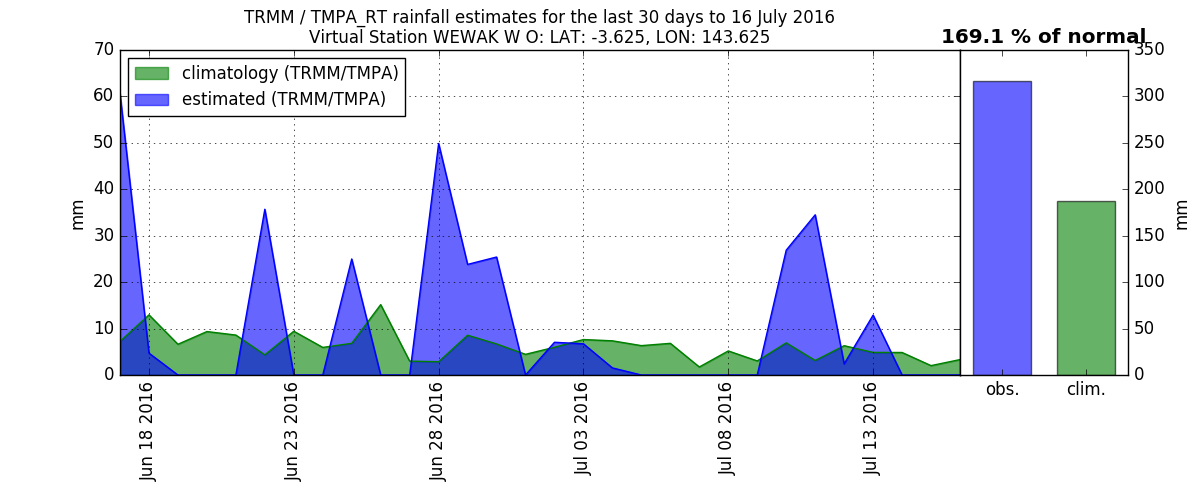 TRMM / TMPA_RT rainfall estimates for the last 30 days to 16 July 2016
Virtual Station WEWAK W O: LAT: -3.625, LON: 143.625
169.1 % of normal
climatology (TRMM/TMPA)
estimated (TRMM/TMPA)
70
60
50
40
30
20
10
0
mm
Jun 18 2016
Jun 23 2016
Jun 28 2016
Jul 03 2016
Jul 08 2016
Jul 13 2016
350
300
250
200
150
100
50
0
mm
obs.
clim.